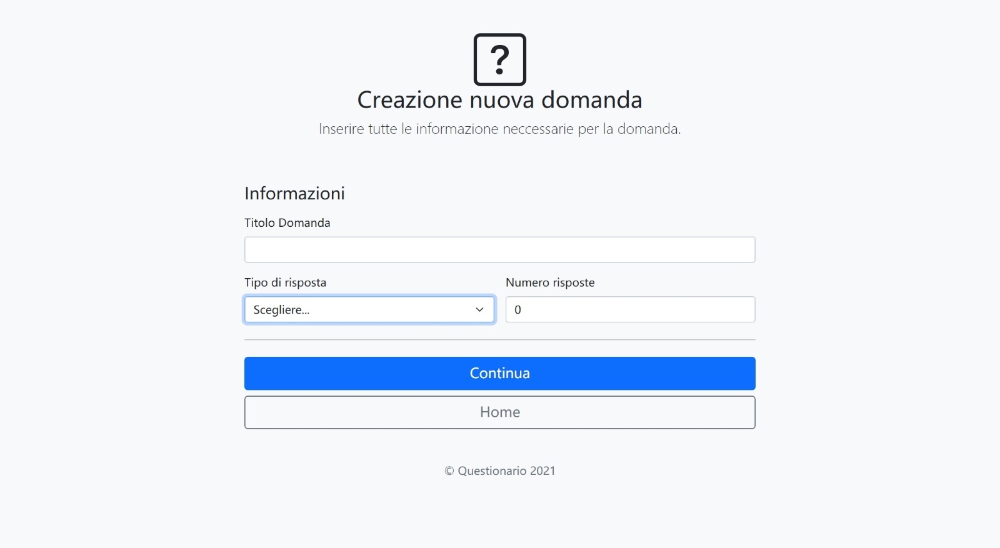 ?
Creazione nuova domanda
Inserire tutte le informazione neccessarie per la domanda.
Informazioni
Titolo Domanda
Tipo di risposta
Numero risposte
Scegliere...
0
Continua
Home
© Questionario 2021